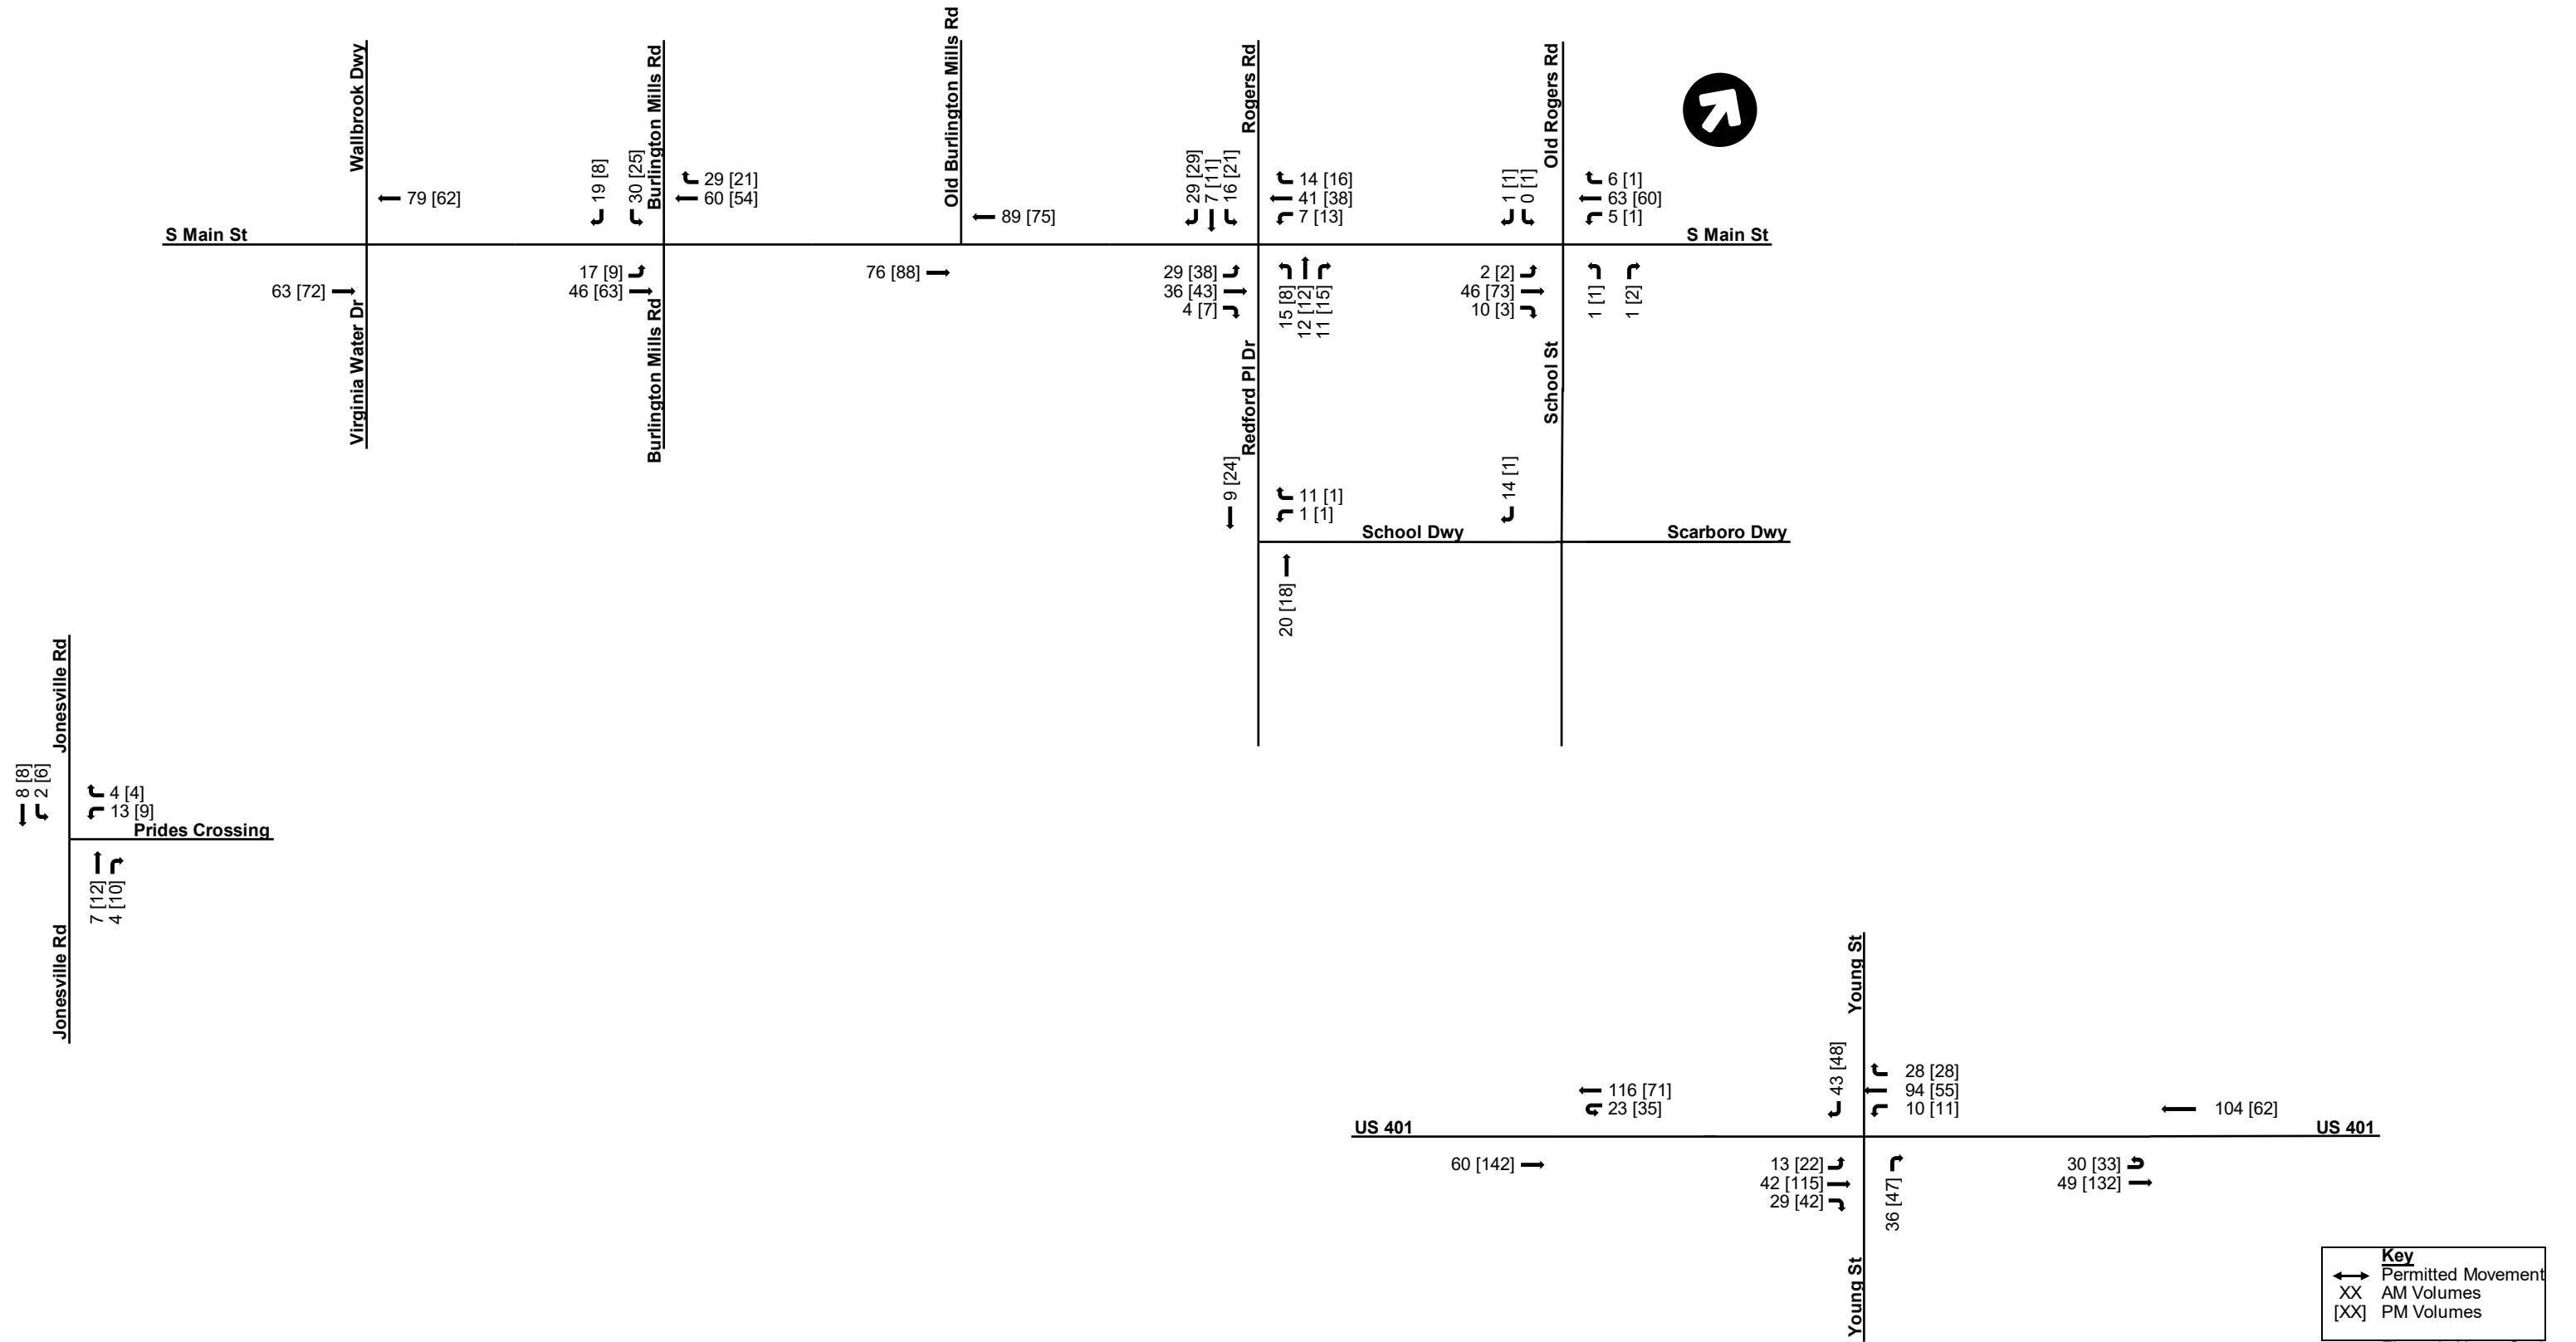 Wallbrook Dwy
Burlington Mills Rd
Old Burlington Mills Rd
Rogers Rd
Old Rogers Rd
79 [62]
19 [8]
30 [25]
29 [21]
60 [54]
89 [75]
29 [29]
7 [11]
16 [21]
14 [16]
41 [38]
7 [13]
1 [1]
0 [1]
6 [1]
63 [60]
5 [1]
S Main St
S Main St
63 [72]
17 [9]
46 [63]
76 [88]
29 [38]
36 [43]
4 [7]
15 [8]
12 [12]
11 [15]
2 [2]
46 [73]
10 [3]
1 [1]
1 [2]
Virginia Water Dr
Burlington Mills Rd
Redford Pl Dr
School St
9 [24]
11 [1]
1 [1]
14 [1]
School Dwy
Scarboro Dwy
20 [18]
Jonesville Rd
8 [8]
2 [6]
4 [4]
13 [9]
Prides Crossing
7 [12]
4 [10]
Jonesville Rd
Young St
116 [71]
23 [35]
43 [48]
28 [28]
94 [55]
10 [11]
104 [62]
US 401
US 401
60 [142]
13 [22]
42 [115]
29 [42]
36 [47]
30 [33]
49 [132]
Young St
Key
Permitted Movement
XX AM Volumes
[XX] PM Volumes